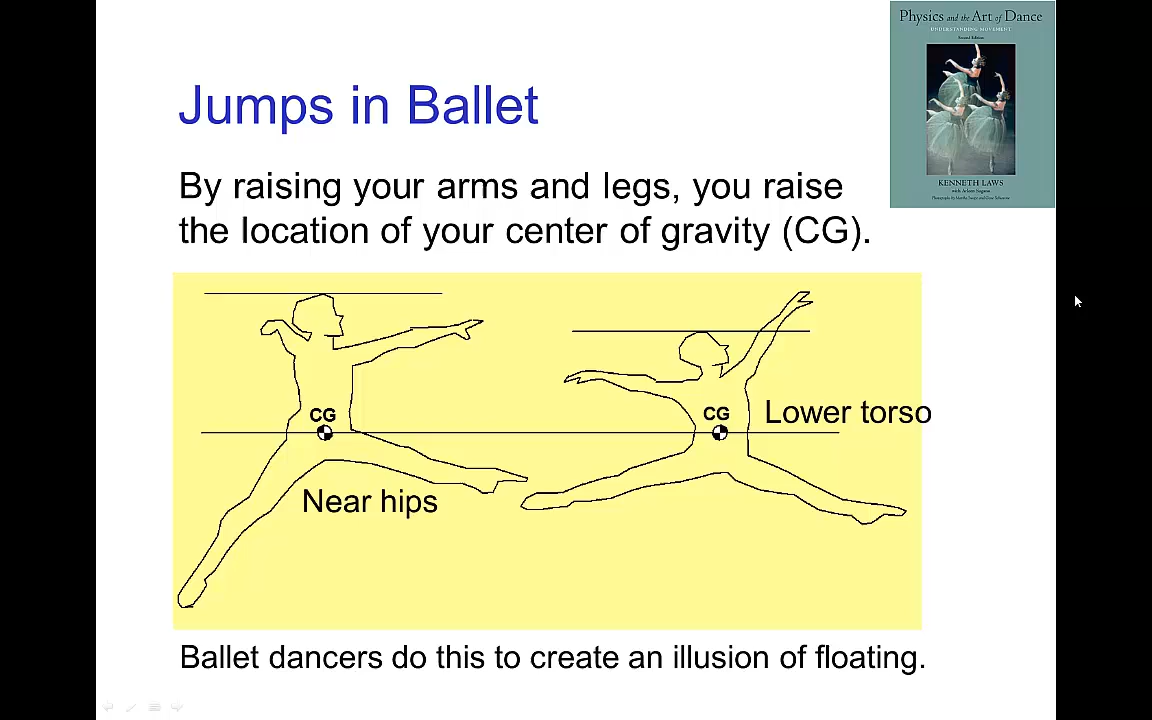 Physics and the Art of Dance
UNDERSTANDING MOVEMENT
Second Edition
KENNETH LAWS
Jumps in Ballet
By raising your arms and legs, you raise
the location of your center of gravity (CG).
CG
CG
Lower torso
Near hips
Ballet dancers do this to create an illusion of floating.